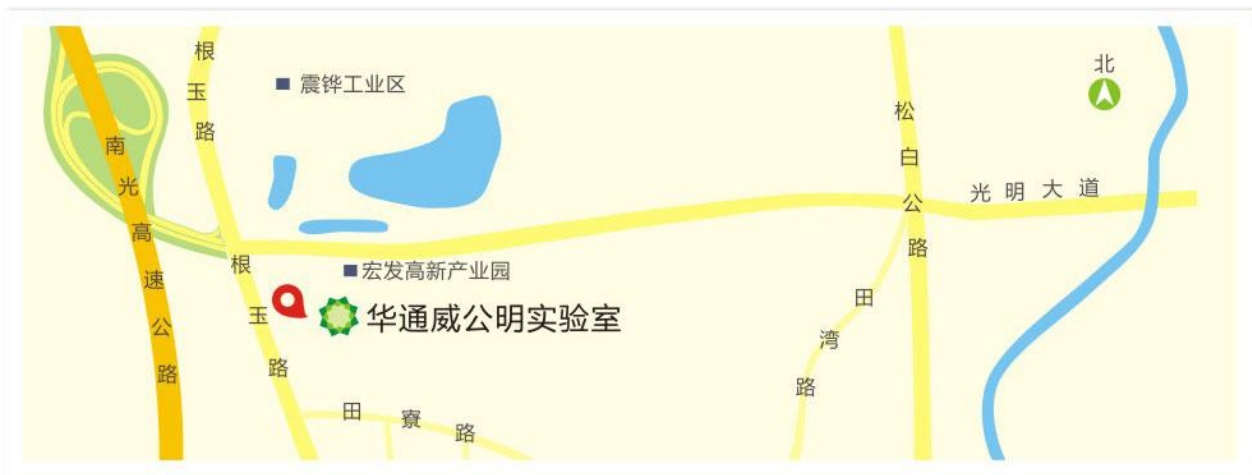 根玉路
震铧工业区
北
南光高速公路
松白公路
光明大道
根玉路
宏发高新产业园
华通威公明实验室
田湾路
田寮路